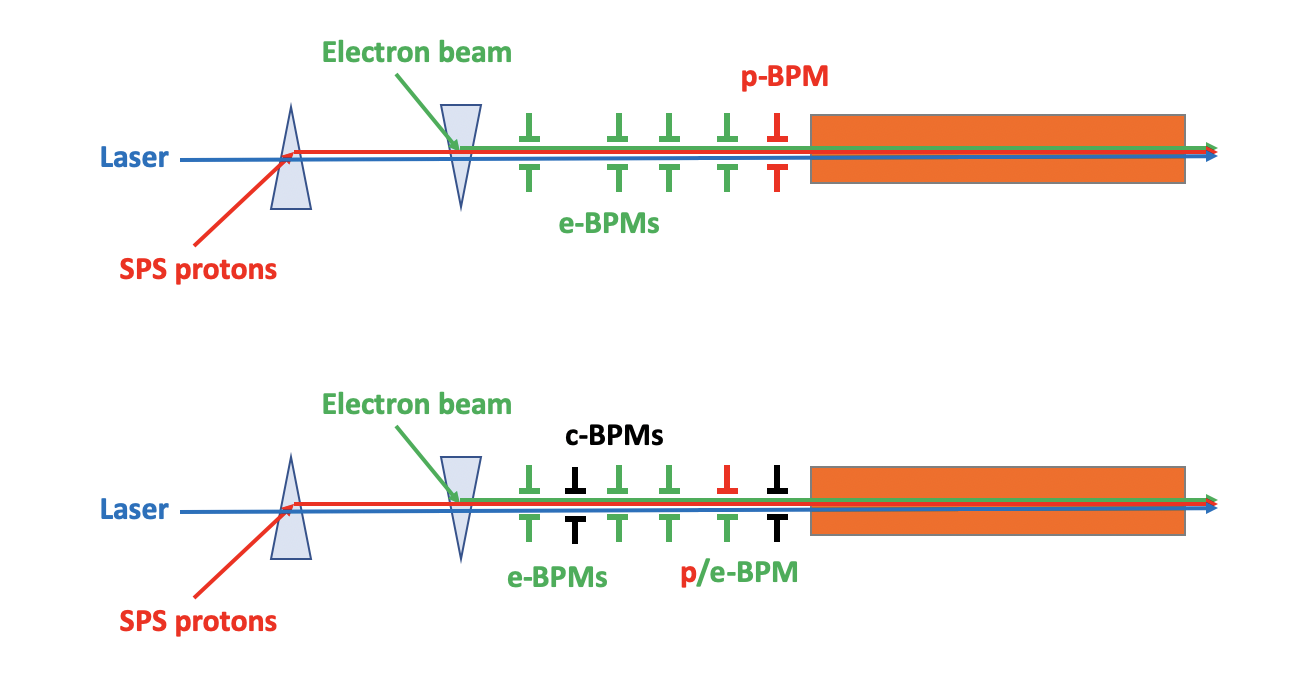 Electron beam
p-BPM
Laser
e-BPMs
SPS protons
Electron beam
c-BPMs
Laser
e-BPMs
p/e-BPM
SPS protons